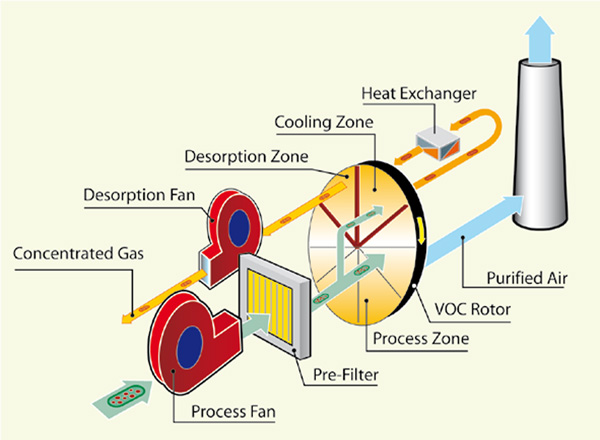 Heat Exchanger
Cooling Zone
Desorption Zone
Desorption Fan
Concentrated Gas
Purified Air
VOC Rotor
Process Zone
Pre-Filter
Process Fan